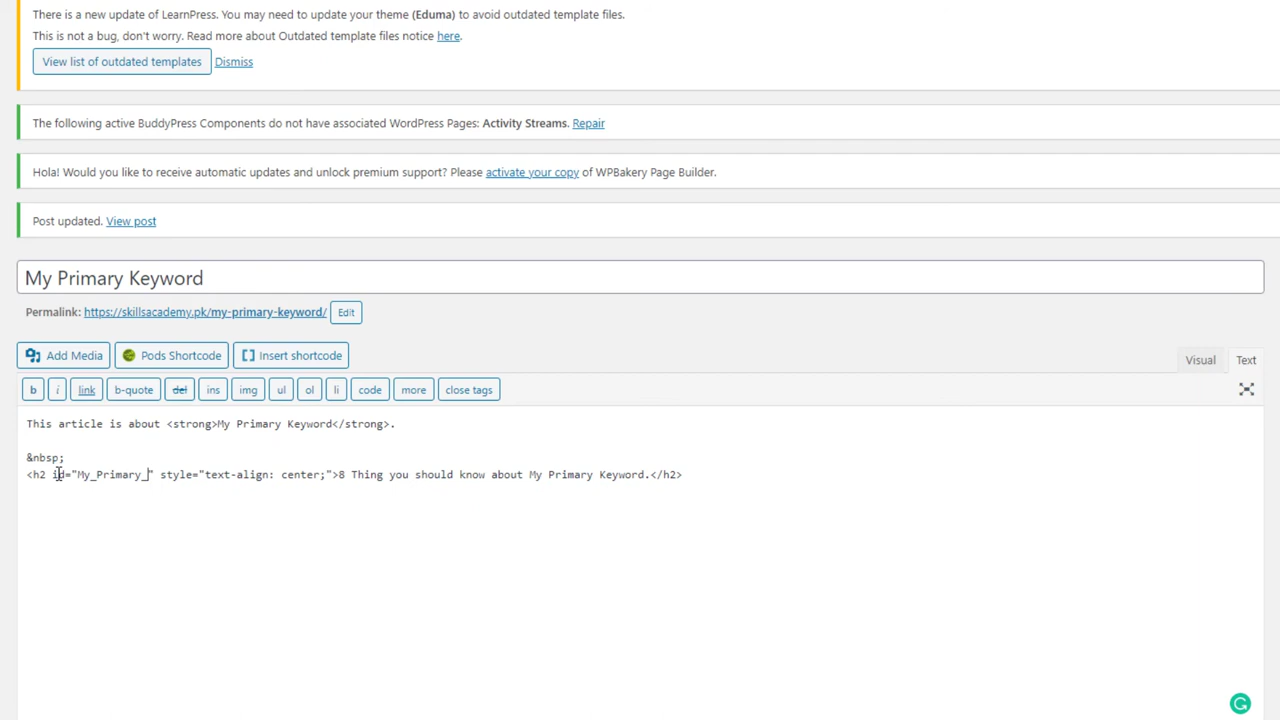 There is a new update of LearnPress. You may need to update your theme (Eduma) to avoid outdated template files.
This is not a bug, don't worry. Read more about Outdated template files notice here.
View list of outdated templates Dismiss
The following active BuddyPress Components do not have associated WordPress Pages: Activity Streams. Repair
Hola! Would you like to receive automatic updates and unlock premium support? Please activate your copy of WPBakery Page Builder.
Post updated. View post
My Primary Keyword
Permalink: https://skillsacademy.pk/my-primary-keyword/ Edit
Add Media Pods Shortcode [ ] Insert shortcode
Visual Text
b i link b-quote del ins img ul ol li code more close tags
This article is about <strong>My Primary Keyword</strong>.
&nbsp;
<h2 id="My_Primary_" style="text-align: center;">8 Thing you should know about My Primary Keyword.</h2>